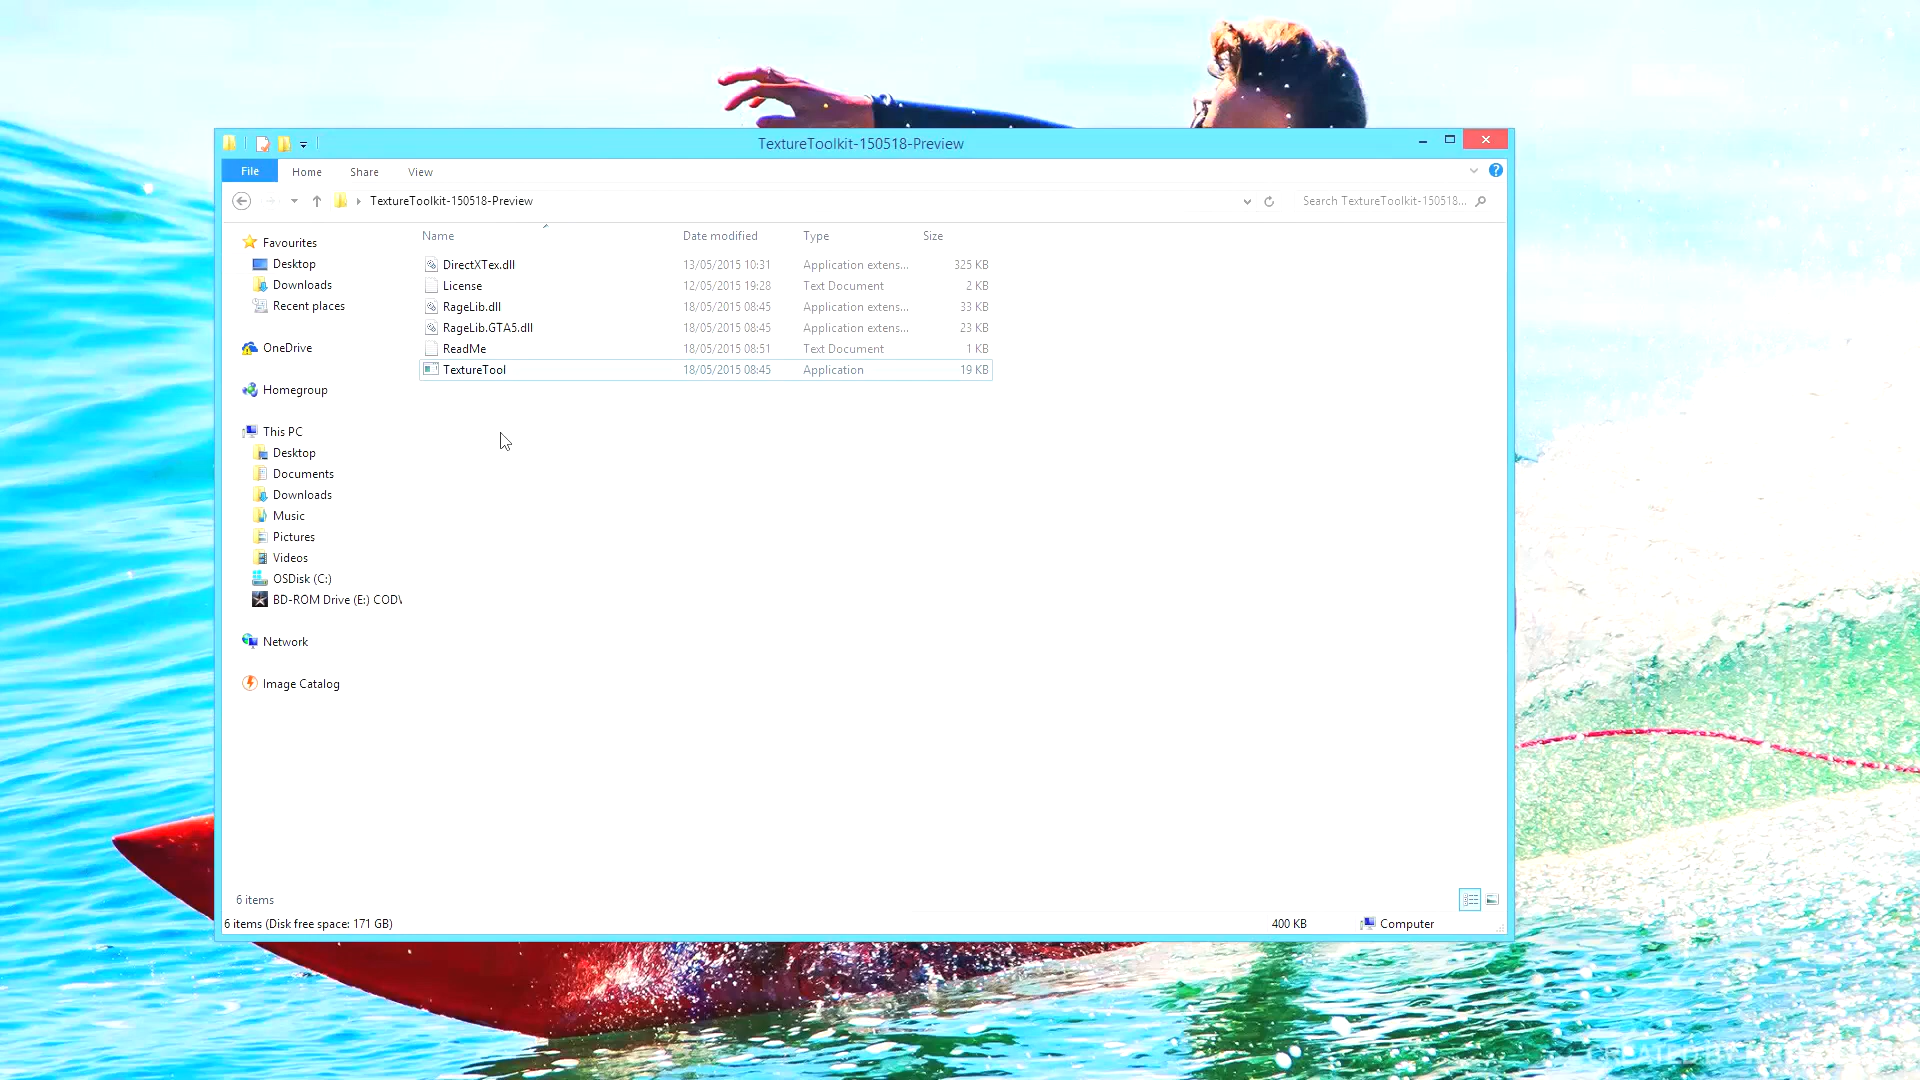 TextureToolkit-150518-Preview
File Home Share View
TextureToolkit-150518-Preview
Search TextureToolkit-150518...
Name Date modified Type Size
DirectXTex.dll 13/05/2015 10:31 Application extens... 325 KB
License 12/05/2015 19:28 Text Document 2 KB
RageLib.dll 18/05/2015 08:45 Application extens... 33 KB
RageLib.GTA5.dll 18/05/2015 08:45 Application extens... 23 KB
ReadMe 18/05/2015 08:51 Text Document 1 KB
TextureTool 18/05/2015 08:45 Application 19 KB
Favourites
Desktop
Downloads
Recent places
OneDrive
Homegroup
This PC
Desktop
Documents
Downloads
Music
Pictures
Videos
OSDisk (C:)
BD-ROM Drive (E:) COD
Network
Image Catalog
6 items
6 items (Disk free space: 171 GB) 400 KB Computer
CREATED BY